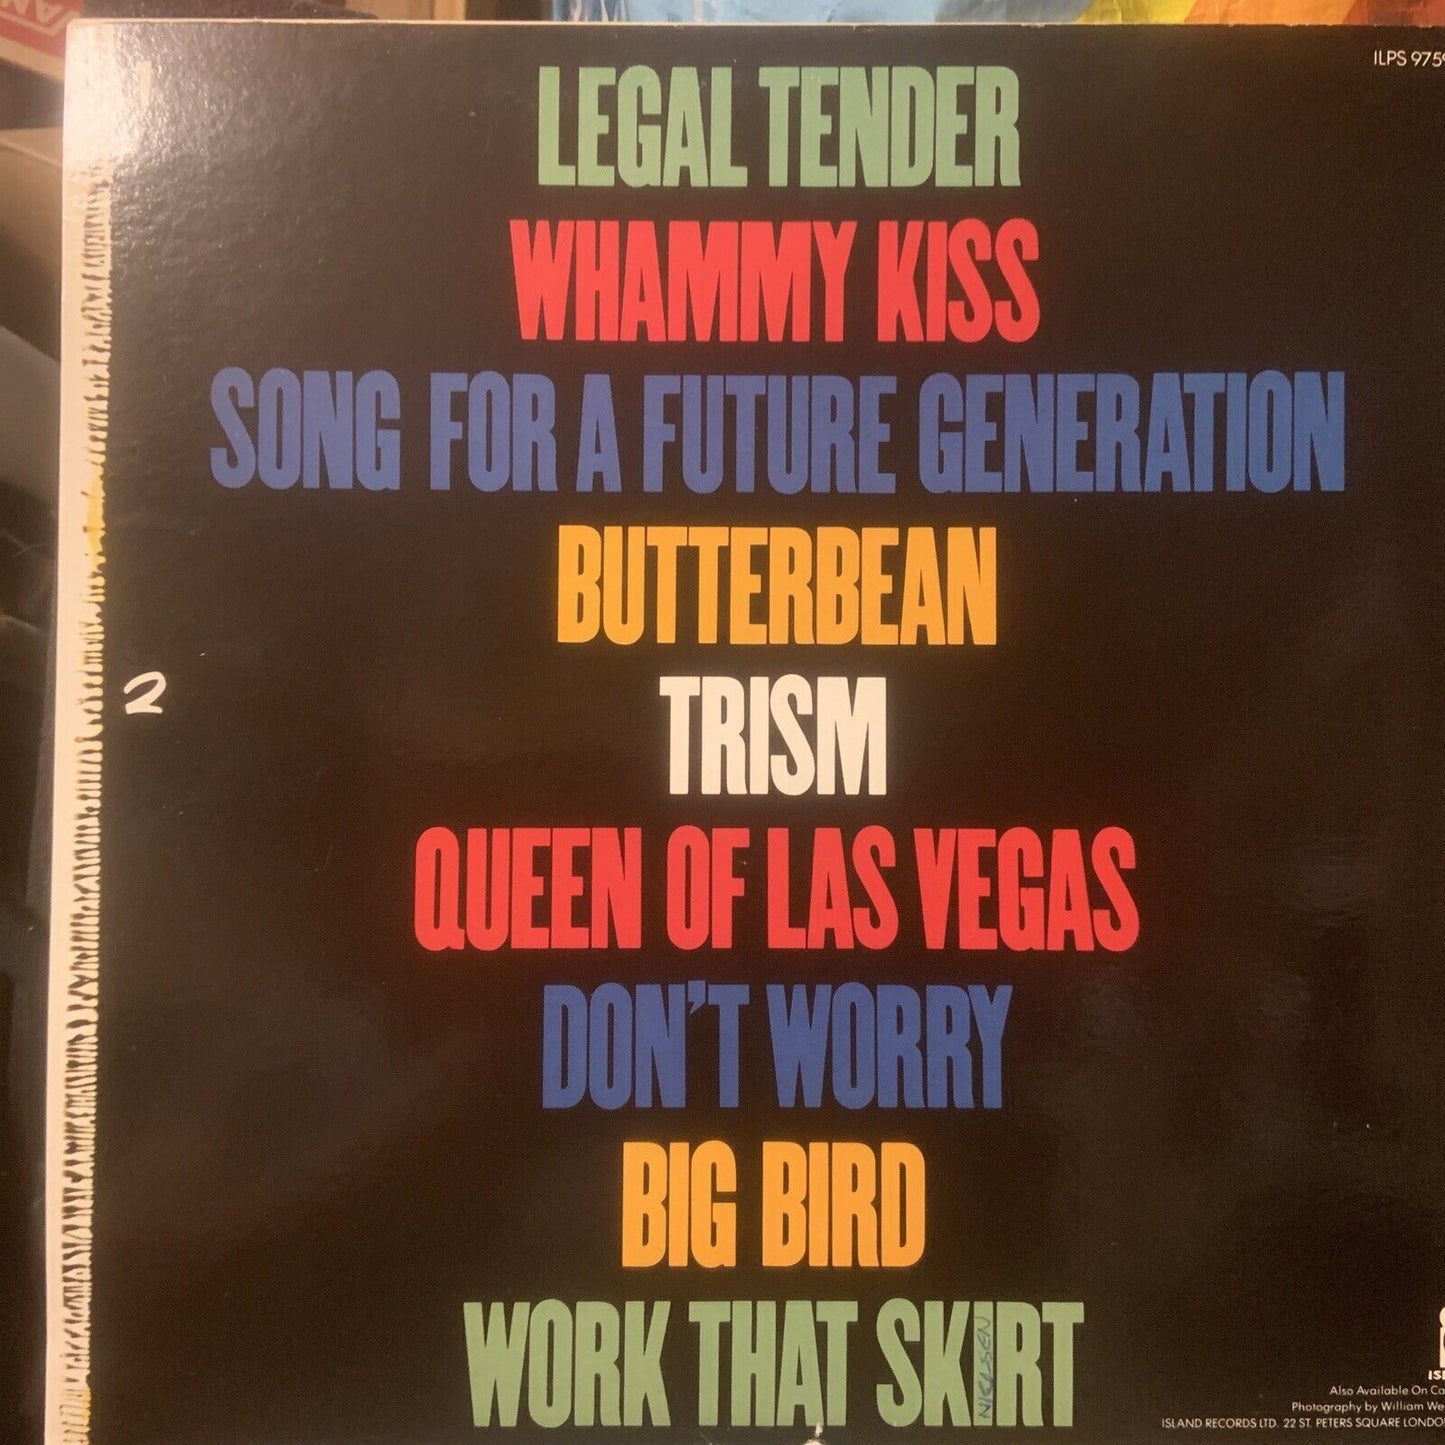 ILPS 975
LEGAL TENDER
WHAMMY KISS
SONG FOR A FUTURE GENERATION
BUTTERBEAN
TRISM
2
QUEEN OF LAS VEGAS
DON'T WORRY
BIG BIRD
WORK THAT SKIRT
NIELSEN
Also Available On
Photography by William
ISLAND RECORDS LTD. 22 ST. PETERS SQUARE LONDO